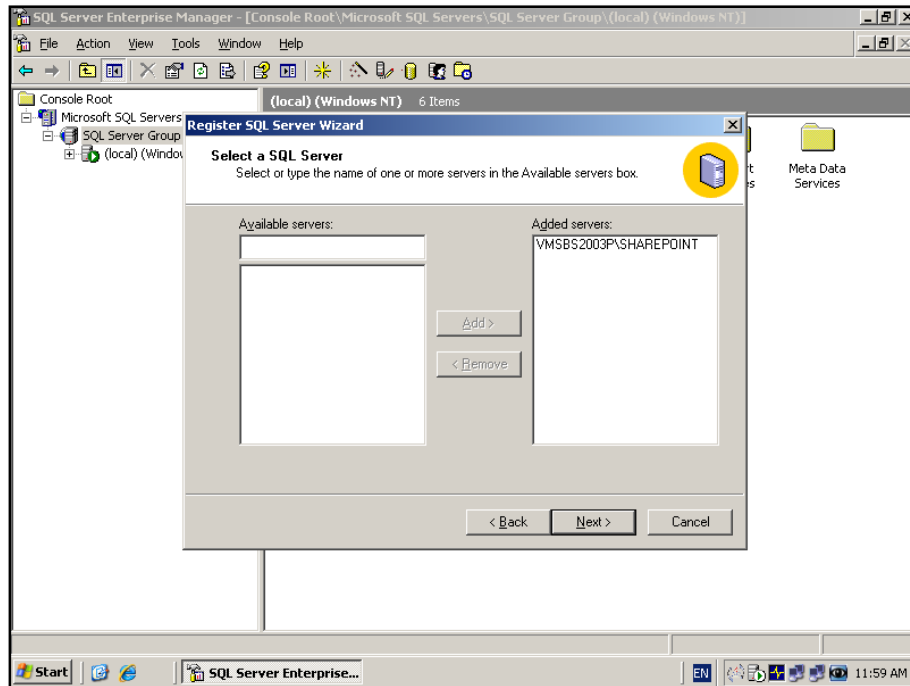 SQL Server Enterprise Manager - [Console Root\Microsoft SQL Servers\SQL Server Group\(local) (Windows NT)]
File Action View Tools Window Help
Console Root
(local) (Windows NT) 6 Items
Microsoft SQL Servers
SQL Server Group
(local) (Windo
Register SQL Server Wizard
Select a SQL Server
Select or type the name of one or more servers in the Available servers box.
Meta Data
Services
Available servers:
Added servers:
VMSBS2003P\SHAREPOINT
Add >
< Remove
< Back Next > Cancel
Start
SQL Server Enterprise...
EN
11:59 AM